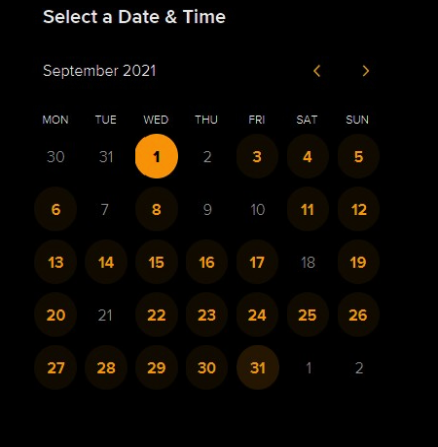 Select a Date & Time
September 2021
MON TUE WED THU FRI SAT SUN
30 31 1 2 3 4 5
6 7 8 9 10 11 12
13 14 15 16 17 18 19
20 21 22 23 24 25 26
27 28 29 30 31 1 2